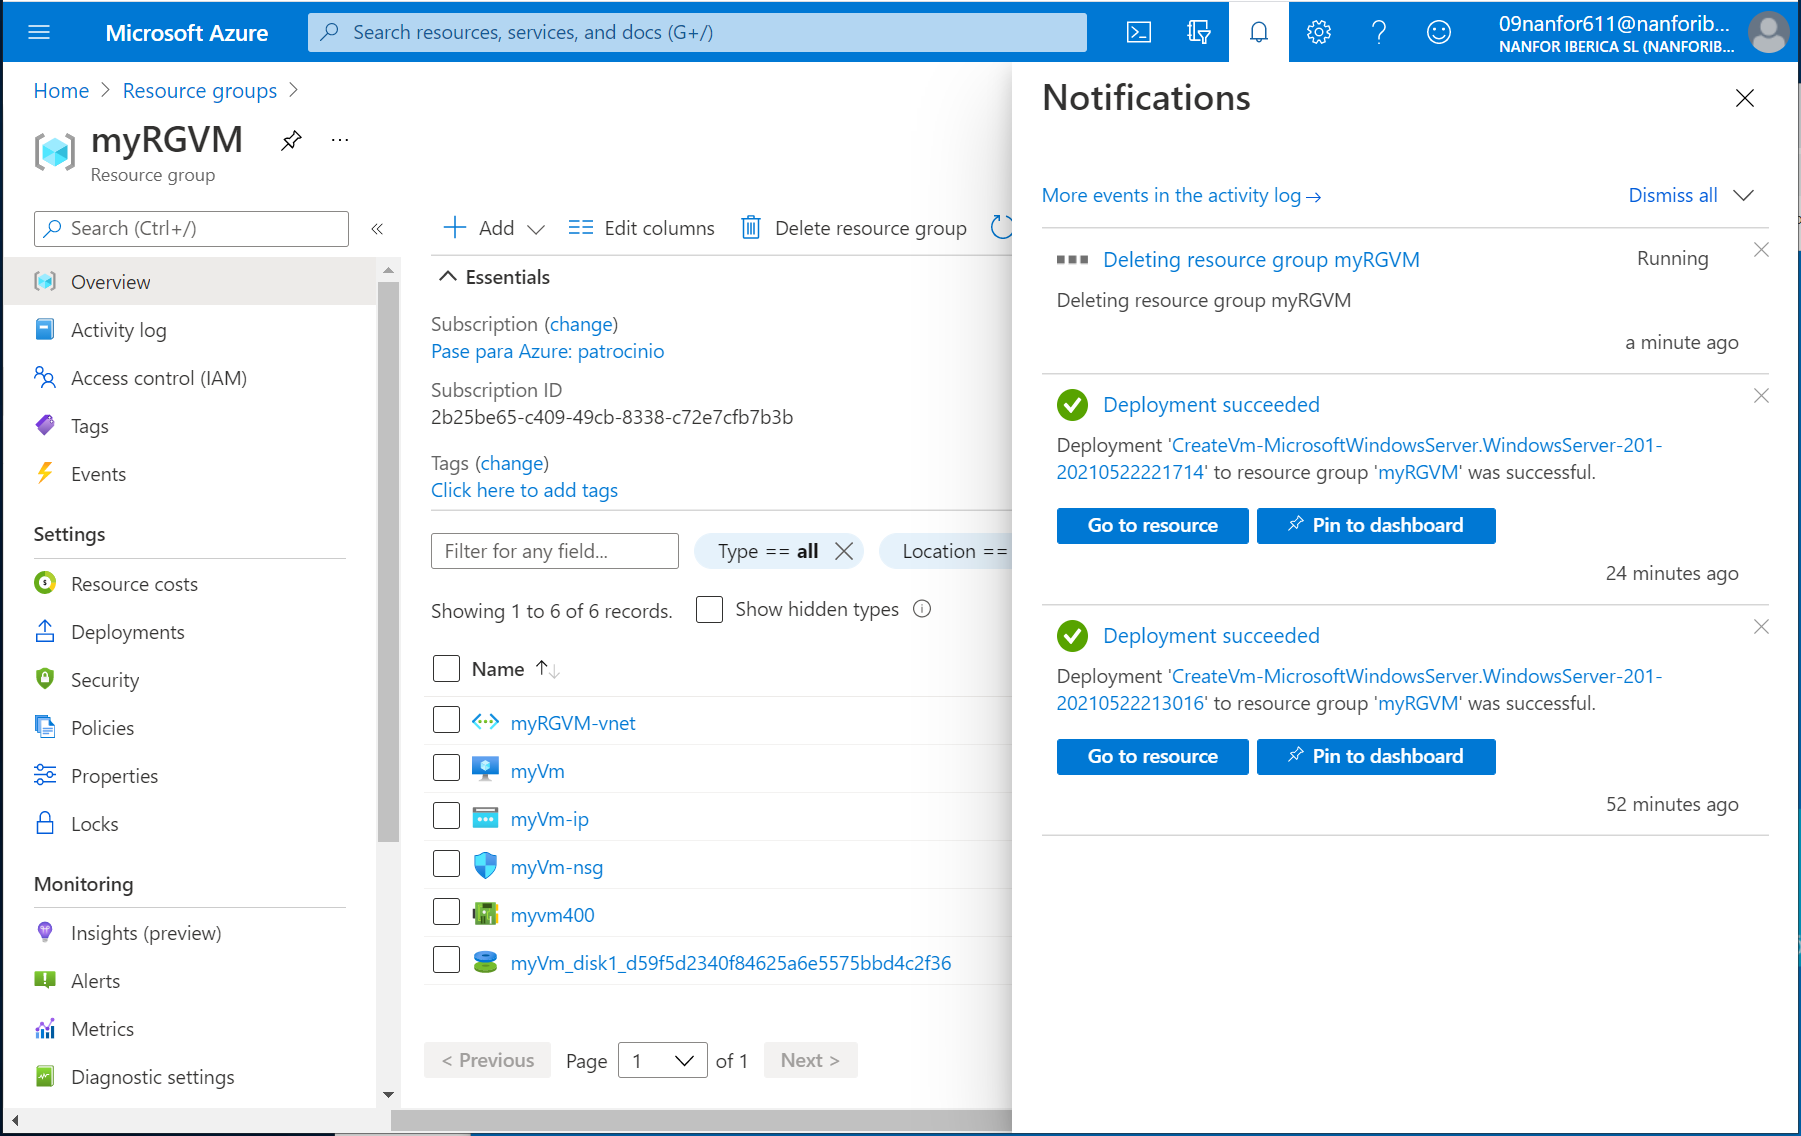 Microsoft Azure
Search resources, services, and docs (G+/)
09nanfor611@nanforib...
NANFOR IBERICA SL (NANFORIB...
Home > Resource groups >
myRGVM
...
Resource group
Search (Ctrl+/)
«
Overview
Activity log
Access control (IAM)
Tags
Events
Settings
Resource costs
Deployments
Security
Policies
Properties
Locks
Monitoring
Insights (preview)
Alerts
Metrics
Diagnostic settings
Add
Edit columns
Delete resource group
Essentials
Subscription (change)
Pase para Azure: patrocinio
Subscription ID
2b25be65-c409-49cb-8338-c72e7cfb7b3b
Tags (change)
Click here to add tags
Filter for any field...
Type == all
Location ==
Showing 1 to 6 of 6 records.
Show hidden types
Name ↑↓
myRGVM-vnet
myVm
myVm-ip
myVm-nsg
myvm400
myVm_disk1_d59f5d2340f84625a6e5575bbd4c2f36
< Previous
Page 1 of 1
Next >
Notifications
More events in the activity log→
Dismiss all
Deleting resource group myRGVM
Running
Deleting resource group myRGVM
a minute ago
Deployment succeeded
Deployment 'CreateVm-MicrosoftWindowsServer.WindowsServer-201-
20210522221714' to resource group 'myRGVM' was successful.
Go to resource
Pin to dashboard
24 minutes ago
Deployment succeeded
Deployment 'CreateVm-MicrosoftWindowsServer.WindowsServer-201-
20210522213016' to resource group 'myRGVM' was successful.
Go to resource
Pin to dashboard
52 minutes ago